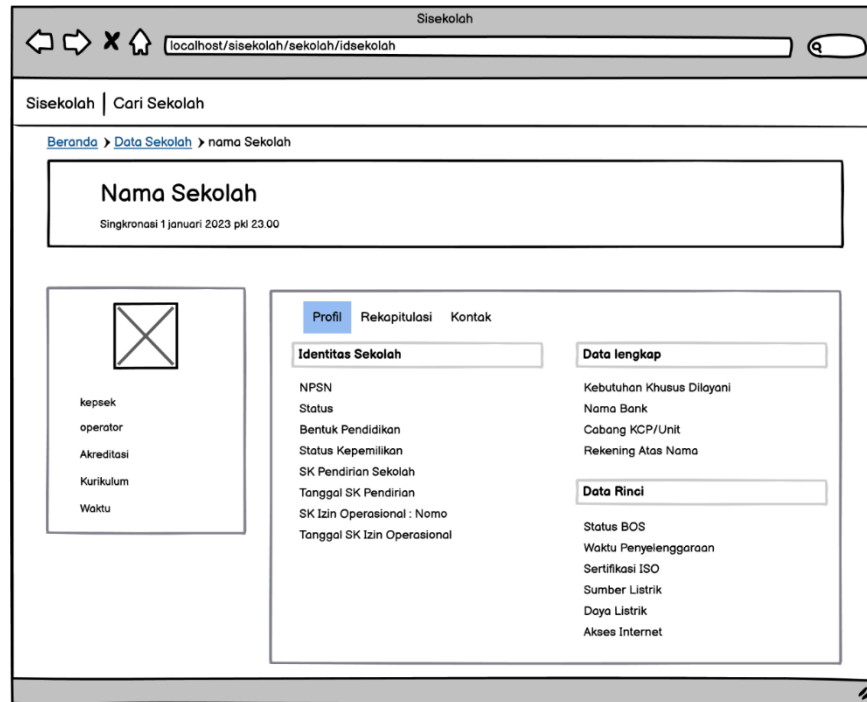 Sisekolah
localhost/sisekolah/sekolah/idsekolah
Sisekolah | Cari Sekolah
Beranda > Data Sekolah > nama Sekolah
Nama Sekolah
Singkronasi 1 januari 2023 pkl 23.00
kepsek
operator
Akreditasi
Kurikulum
Waktu
Profil Rekapitulasi Kontak
Identitas Sekolah
NPSN
Status
Bentuk Pendidikan
Status Kepemilikan
SK Pendirian Sekolah
Tanggal SK Pendirian
SK Izin Operasional : Nomo
Tanggal SK Izin Operasional
Data lengkap
Kebutuhan Khusus Dilayani
Nama Bank
Cabang KCP/Unit
Rekening Atas Nama
Data Rinci
Status BOS
Waktu Penyelenggaraan
Sertifikasi ISO
Sumber Listrik
Daya Listrik
Akses Internet